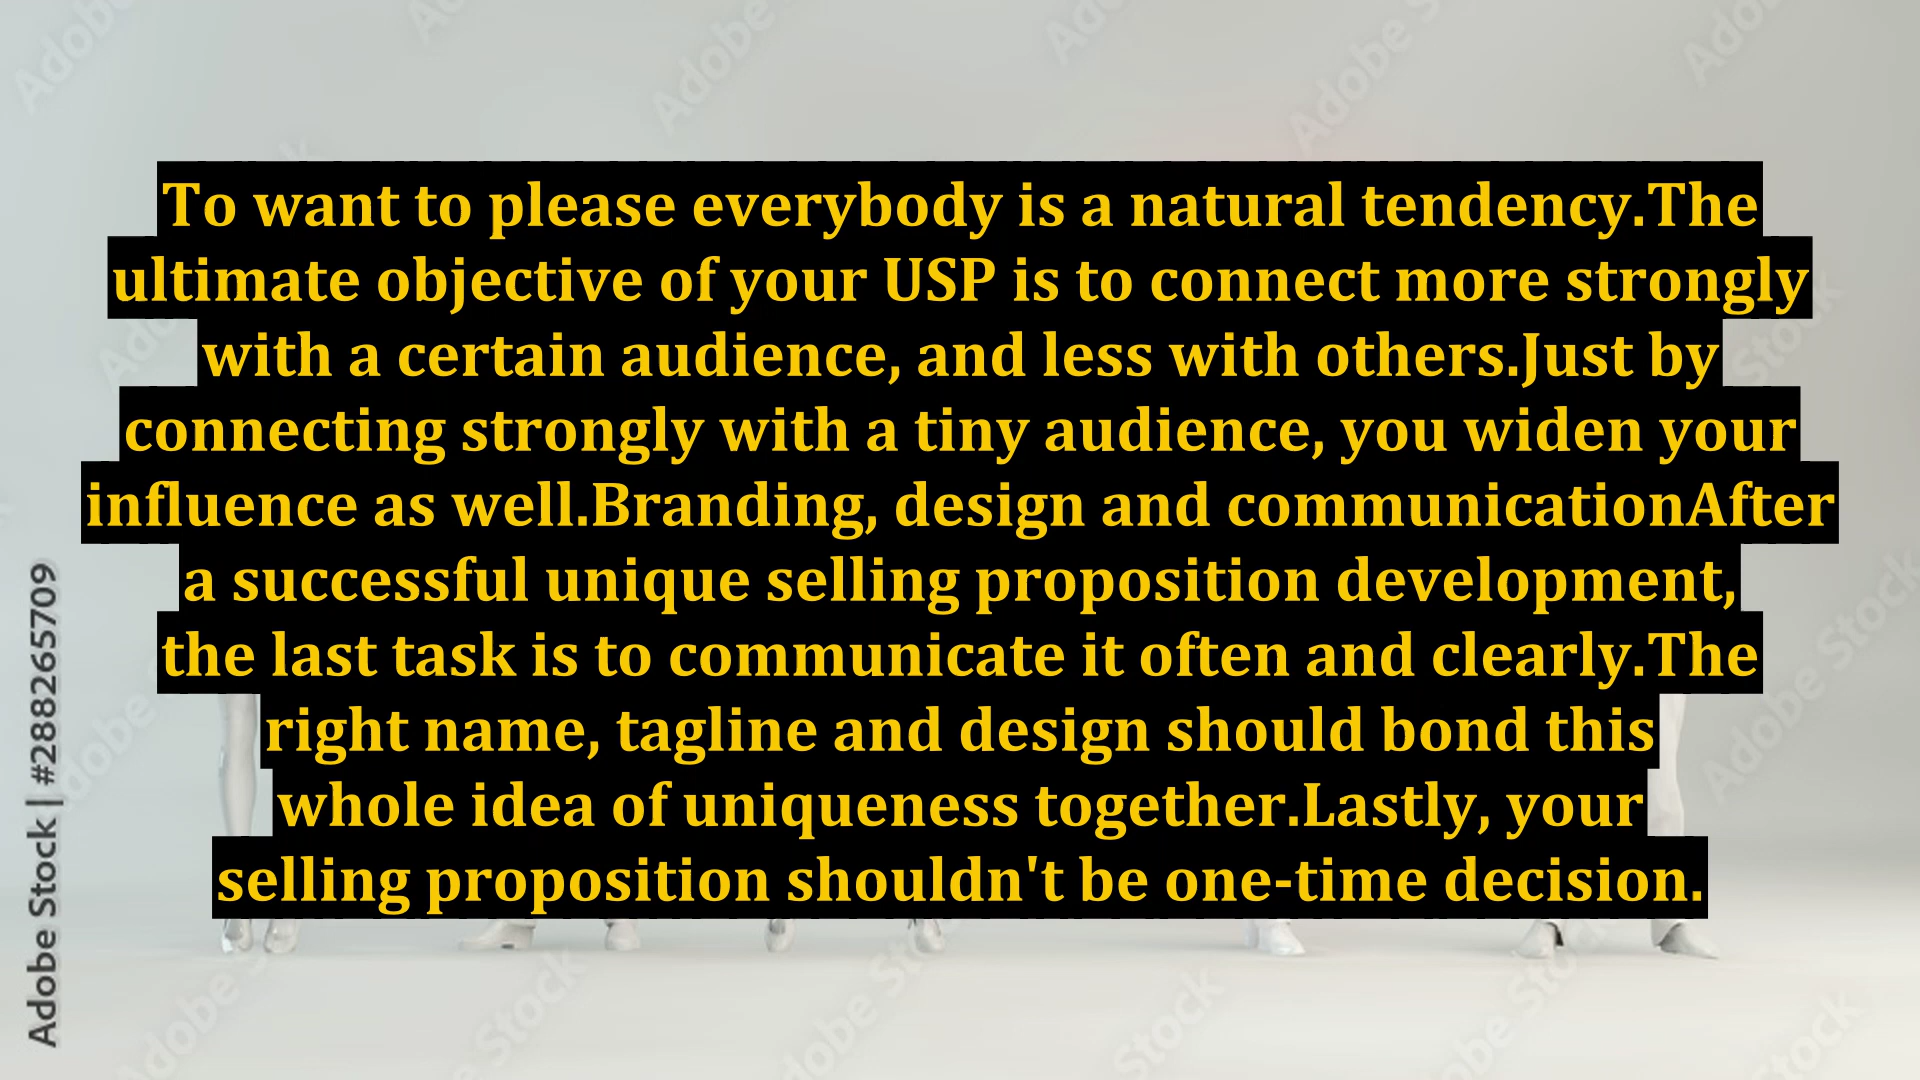 To want to please everybody is a natural tendency.The
ultimate objective of your USP is to connect more strongly
with a certain audience, and less with others.Just by
connecting strongly with a tiny audience, you widen your
influence as well.Branding, design and communicationAfter
a successful unique selling proposition development,
the last task is to communicate it often and clearly.The
right name, tagline and design should bond this
whole idea of uniqueness together.Lastly, your
selling proposition shouldn't be one-time decision.
Adobe Stock | #288265709